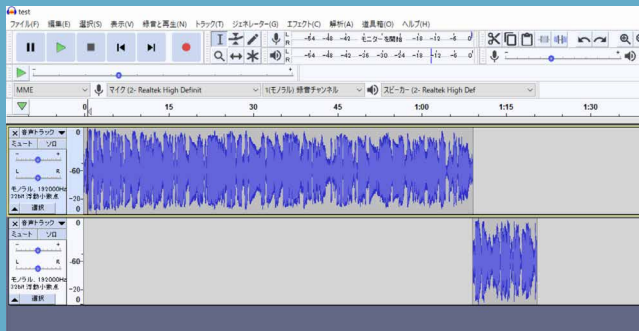 test
ファイル(F) 編集(E) 選択(S) 表示(V) 録音と再生(N) トラック(T) ジェネレーター(G) エフェクト(C) 解析(A) 道具箱(O) ヘルプ(H)
L R -54 -48 -42 モニターを開始 -18 -12 -6 0
L R -54 -48 -42 -36 -30 -24 -18 -12 -6 0
MME マイク (2- Realtek High Definit 1(モノラル) 録音チャンネル スピーカー (2- Realtek High Def
0 15 30 45 1:00 1:15 1:30
× 音声トラック ▼ 0
ミュート ソロ
- +
L R -60
モノラル, 192000Hz
32bit 浮動小数点 -20
▲ 選択 0
× 音声トラック ▼ 0
ミュート ソロ
- +
L R -60
モノラル, 192000Hz
32bit 浮動小数点 -20
▲ 選択 0